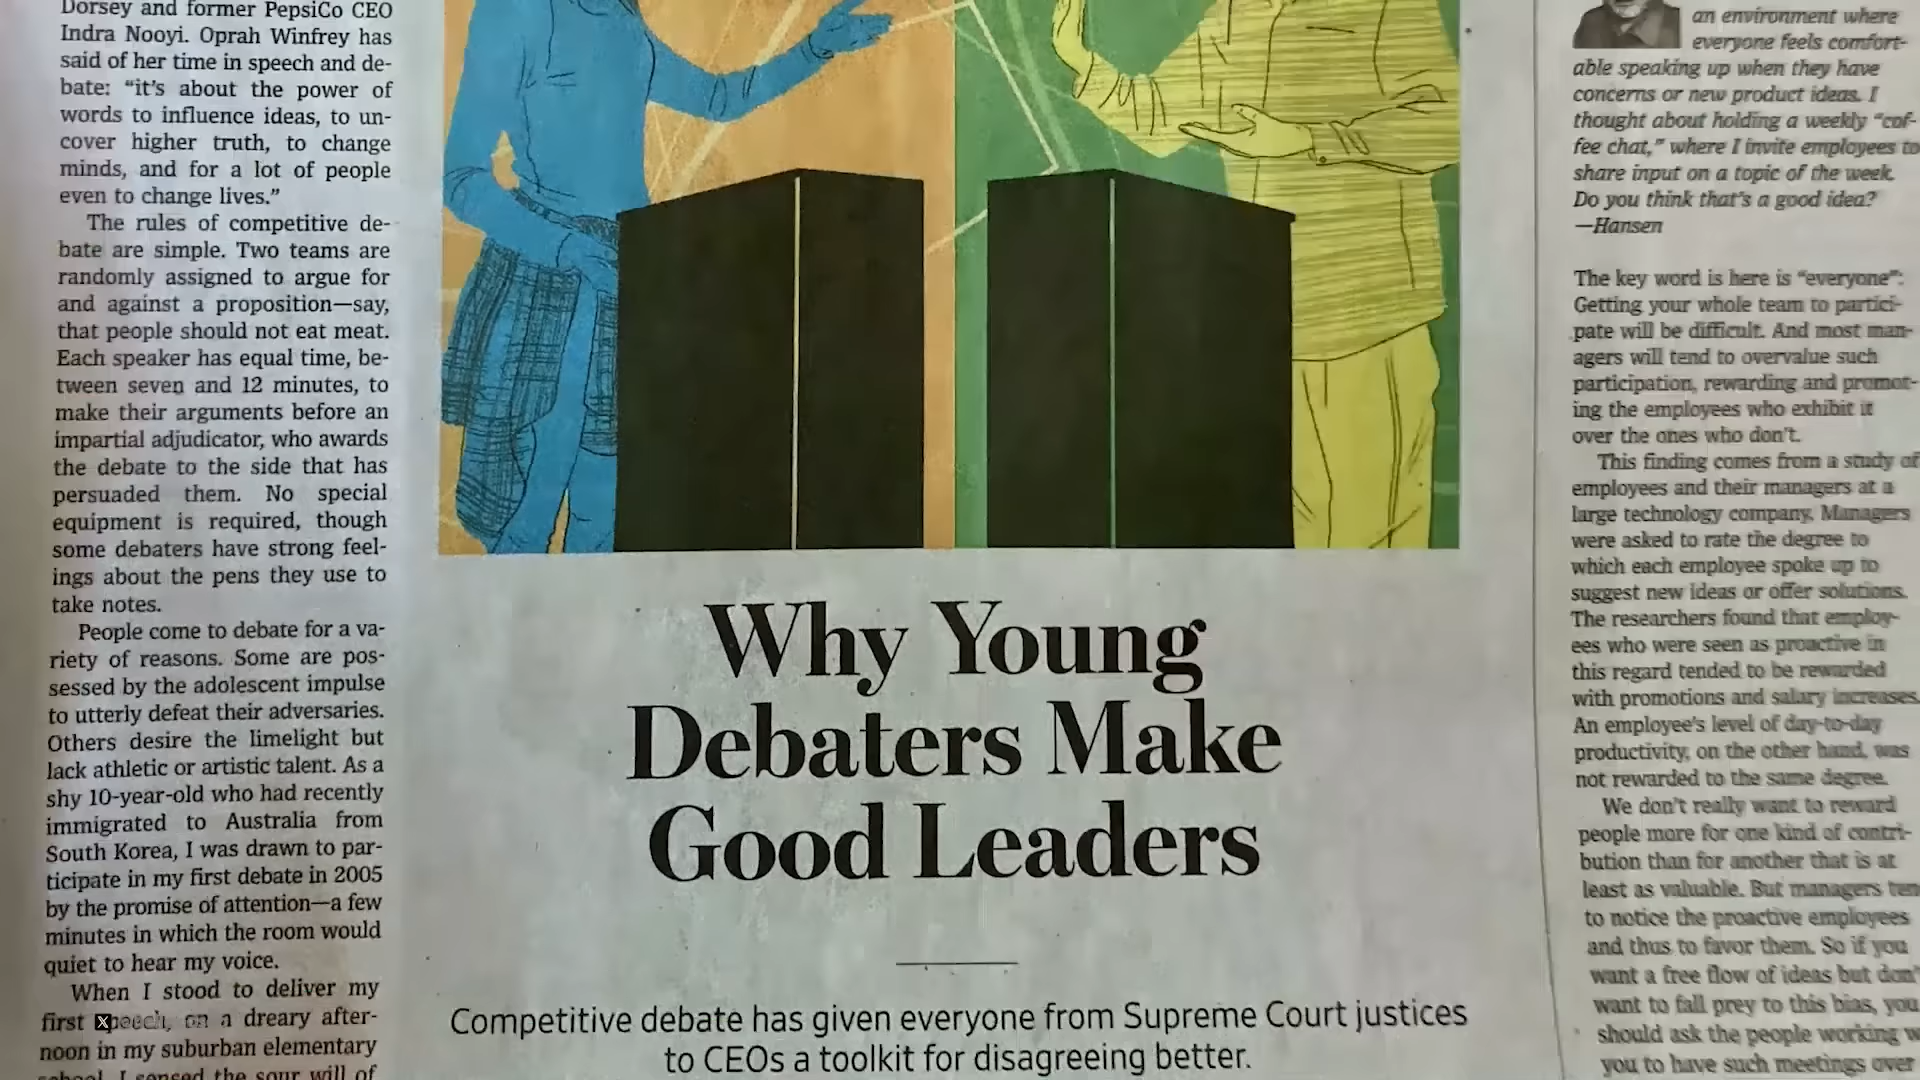 Dorsey and former PepsiCo CEO
Indra Nooyi. Oprah Winfrey has
said of her time in speech and de-
bate: “it’s about the power of
words to influence ideas, to un-
cover higher truth, to change
minds, and for a lot of people
even to change lives.”
The rules of competitive de-
bate are simple. Two teams are
randomly assigned to argue for
and against a proposition—say,
that people should not eat meat.
Each speaker has equal time, be-
tween seven and 12 minutes, to
make their arguments before an
impartial adjudicator, who awards
the debate to the side that has
persuaded them. No special
equipment is required, though
some debaters have strong feel-
ings about the pens they use to
take notes.
People come to debate for a va-
riety of reasons. Some are pos-
sessed by the adolescent impulse
to utterly defeat their adversaries.
Others desire the limelight but
lack athletic or artistic talent. As a
shy 10-year-old who had recently
immigrated to Australia from
South Korea, I was drawn to par-
ticipate in my first debate in 2005
by the promise of attention—a few
minutes in which the room would
quiet to hear my voice.
When I stood to deliver my
first speech, on a dreary after-
noon in my suburban elementary
school, I sensed the sour will of
Why Young
Debaters Make
Good Leaders
Competitive debate has given everyone from Supreme Court justices
to CEOs a toolkit for disagreeing better.
an environment where
everyone feels comfort-
able speaking up when they have
concerns or new product ideas. I
thought about holding a weekly “cof-
fee chat,” where I invite employees to
share input on a topic of the week.
Do you think that’s a good idea?
—Hansen
The key word is here is “everyone”:
Getting your whole team to partici-
pate will be difficult. And most man-
agers will tend to overvalue such
participation, rewarding and promot-
ing the employees who exhibit it
over the ones who don’t.
This finding comes from a study of
employees and their managers at a
large technology company. Managers
were asked to rate the degree to
which each employee spoke up to
suggest new ideas or offer solutions.
The researchers found that employ-
ees who were seen as proactive in
this regard tended to be rewarded
with promotions and salary increases.
An employee’s level of day-to-day
productivity, on the other hand, was
not rewarded to the same degree.
We don’t really want to reward
people more for one kind of contri-
bution than for another that is at
least as valuable. But managers
to notice the proactive employees
and thus to favor them. So if you
want a free flow of ideas but don’t
want to fall prey to this bias, you
should ask the people working
you to have such meetings over